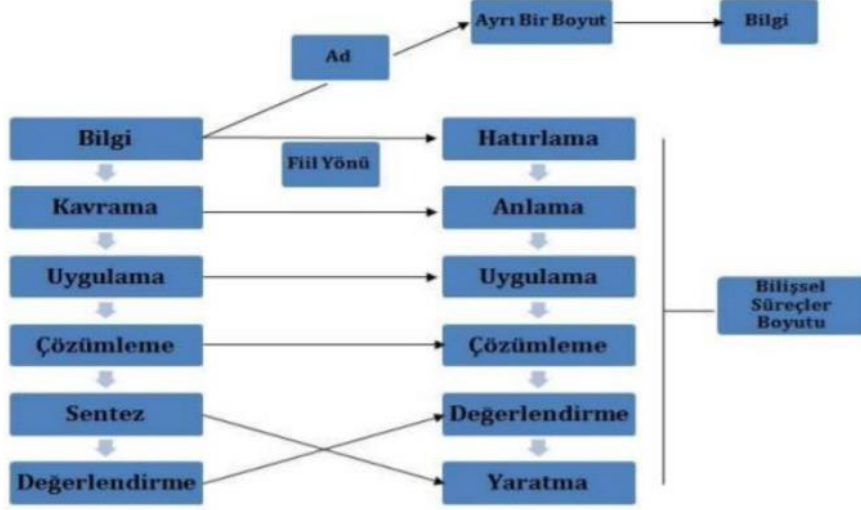 Ayrı Bir Boyut
Bilgi
Ad
Bilgi
Hatırlama
Fiil Yönü
Kavrama
Anlama
Uygulama
Uygulama
Bilişsel
Süreçler
Boyutu
Çözümleme
Çözümleme
Sentez
Değerlendirme
Değerlendirme
Yaratma